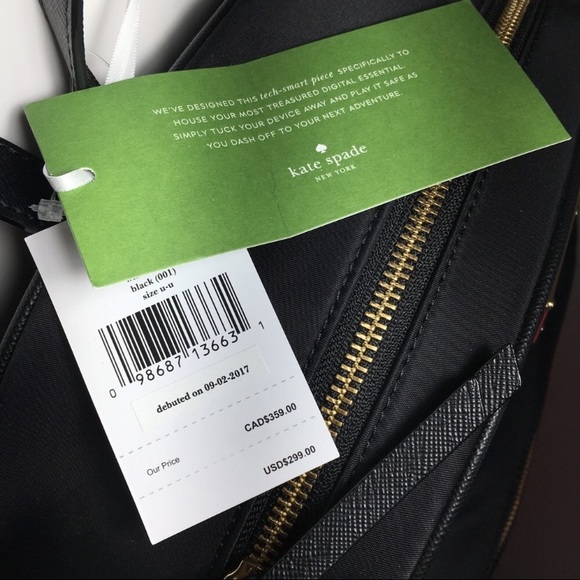 WE'VE DESIGNED THIS tech-smart piece SPECIFICALLY TO
HOUSE YOUR MOST TREASURED DIGITAL ESSENTIAL.
SIMPLY TUCK YOUR DEVICE AWAY AND PLAY IT SAFE AS
YOU DASH OFF TO YOUR NEXT ADVENTURE.
kate spade
NEW YORK
black (001)
size u-u
0 98687 13663 1
debuted on 09-02-2017
CAD$359.00
Our Price
USD$299.00